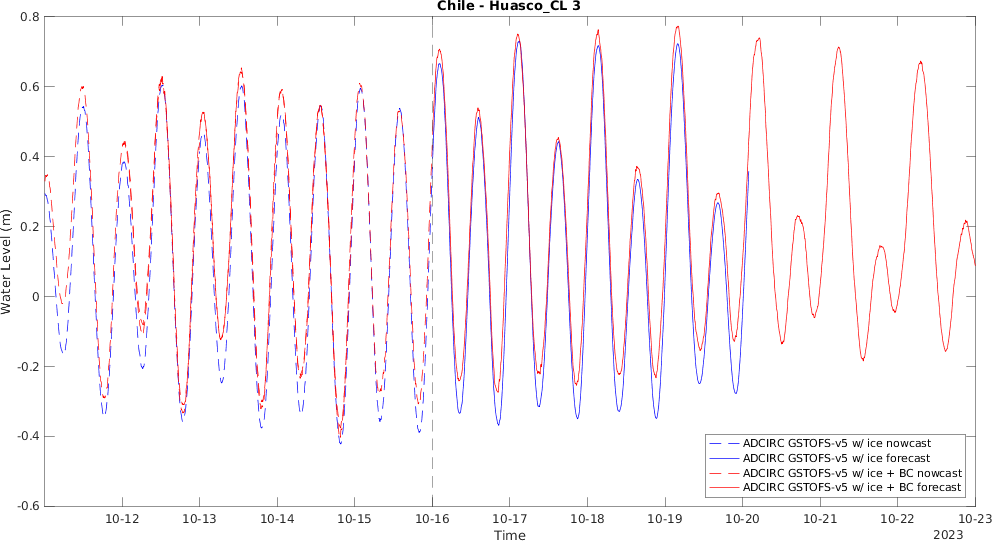 Chile - Huasco_CL 3
0.8
0.6
0.4
0.2
0
-0.2
-0.4
-0.6
Water Level (m)
ADCIRC GSTOFS-v5 w/ ice nowcast
ADCIRC GSTOFS-v5 w/ ice forecast
ADCIRC GSTOFS-v5 w/ ice + BC nowcast
ADCIRC GSTOFS-v5 w/ ice + BC forecast
10-12 10-13 10-14 10-15 10-16 10-17 10-18 10-19 10-20 10-21 10-22 10-23
Time
2023